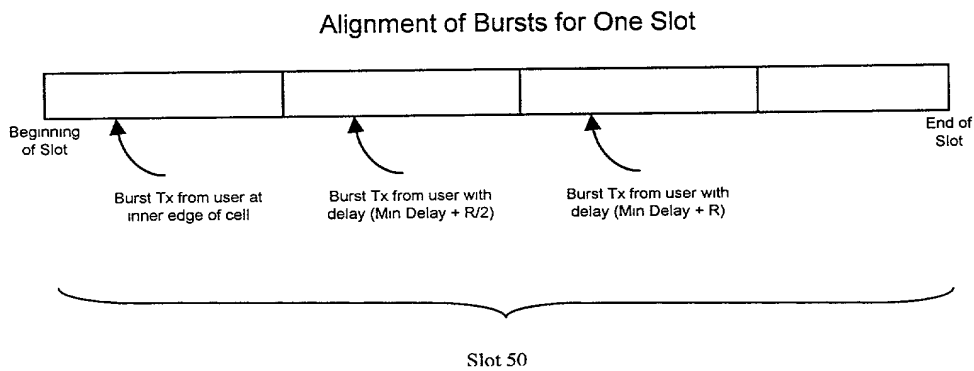 Alignment of Bursts for One Slot
Beginning
of Slot
End of
Slot
Burst Tx from user at
inner edge of cell
Burst Tx from user with
delay (Min Delay + R/2)
Burst Tx from user with
delay (Min Delay + R)
Slot 50